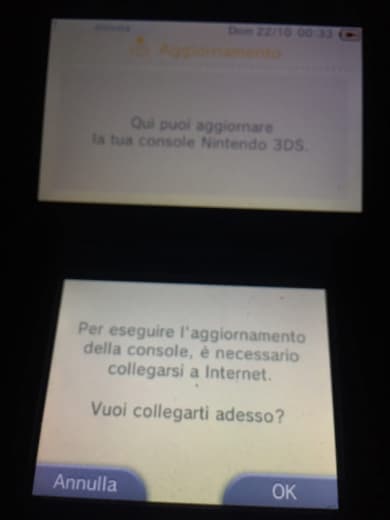 Dom 22/10 00:33
Aggiornamento
Qui puoi aggiornare
la tua console Nintendo 3DS.
Per eseguire l'aggiornamento
della console, è necessario
collegarsi a Internet.
Vuoi collegarti adesso?
Annulla
OK